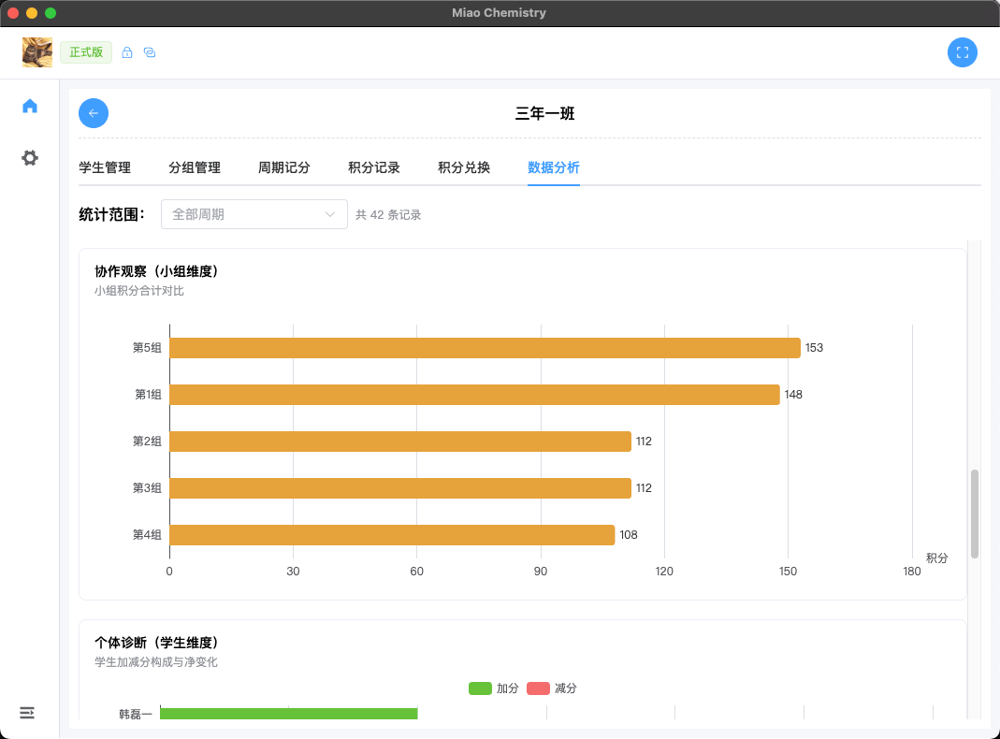 Miao Chemistry
正式版
三年一班
学生管理 分组管理 周期记分 积分记录 积分兑换 数据分析
统计范围： 全部周期 共 42 条记录
协作观察（小组维度）
小组积分合计对比
第5组 153
第1组 148
第2组 112
第3组 112
第4组 108
积分
0 30 60 90 120 150 180
个体诊断（学生维度）
学生加减分构成与净变化
加分 减分
韩磊一